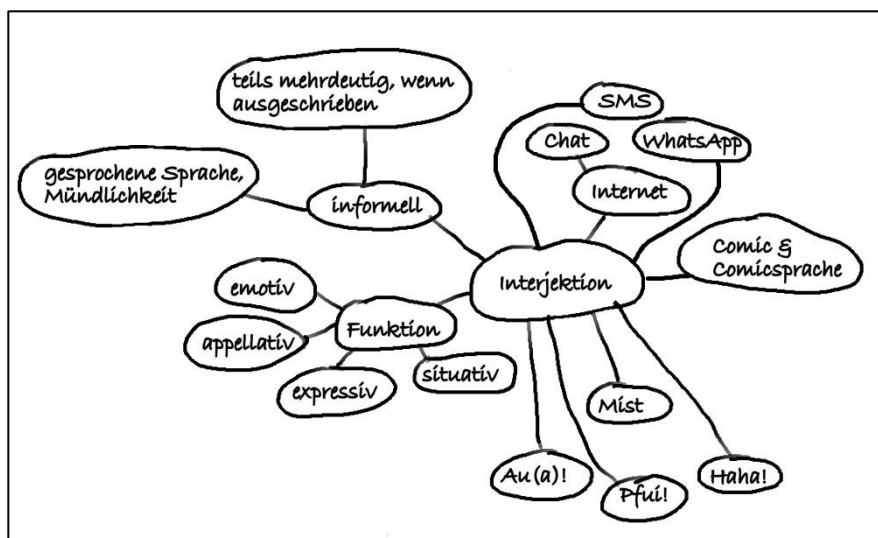 teils mehrdeutig, wenn
ausgeschrieben
SMS
Chat
WhatsApp
gesprochene Sprache,
Mündlichkeit
informell
Internet
Comic &
Comicsprache
Interjektion
emotiv
Funktion
appellativ
situativ
expressiv
Mist
Au(a)!
Pfui!
Haha!